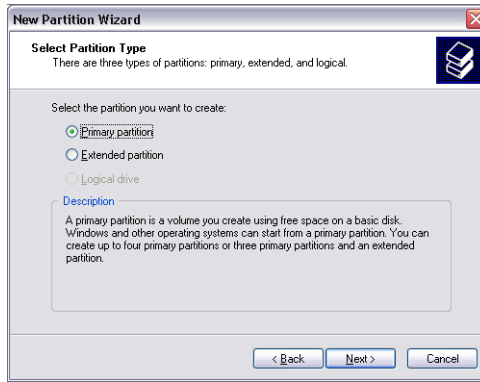 New Partition Wizard
Select Partition Type
There are three types of partitions: primary, extended, and logical.
Select the partition you want to create:
Primary partition
Extended partition
Logical drive
Description
A primary partition is a volume you create using free space on a basic disk.
Windows and other operating systems can start from a primary partition. You can
create up to four primary partitions or three primary partitions and an extended
partition.
< Back
Next >
Cancel